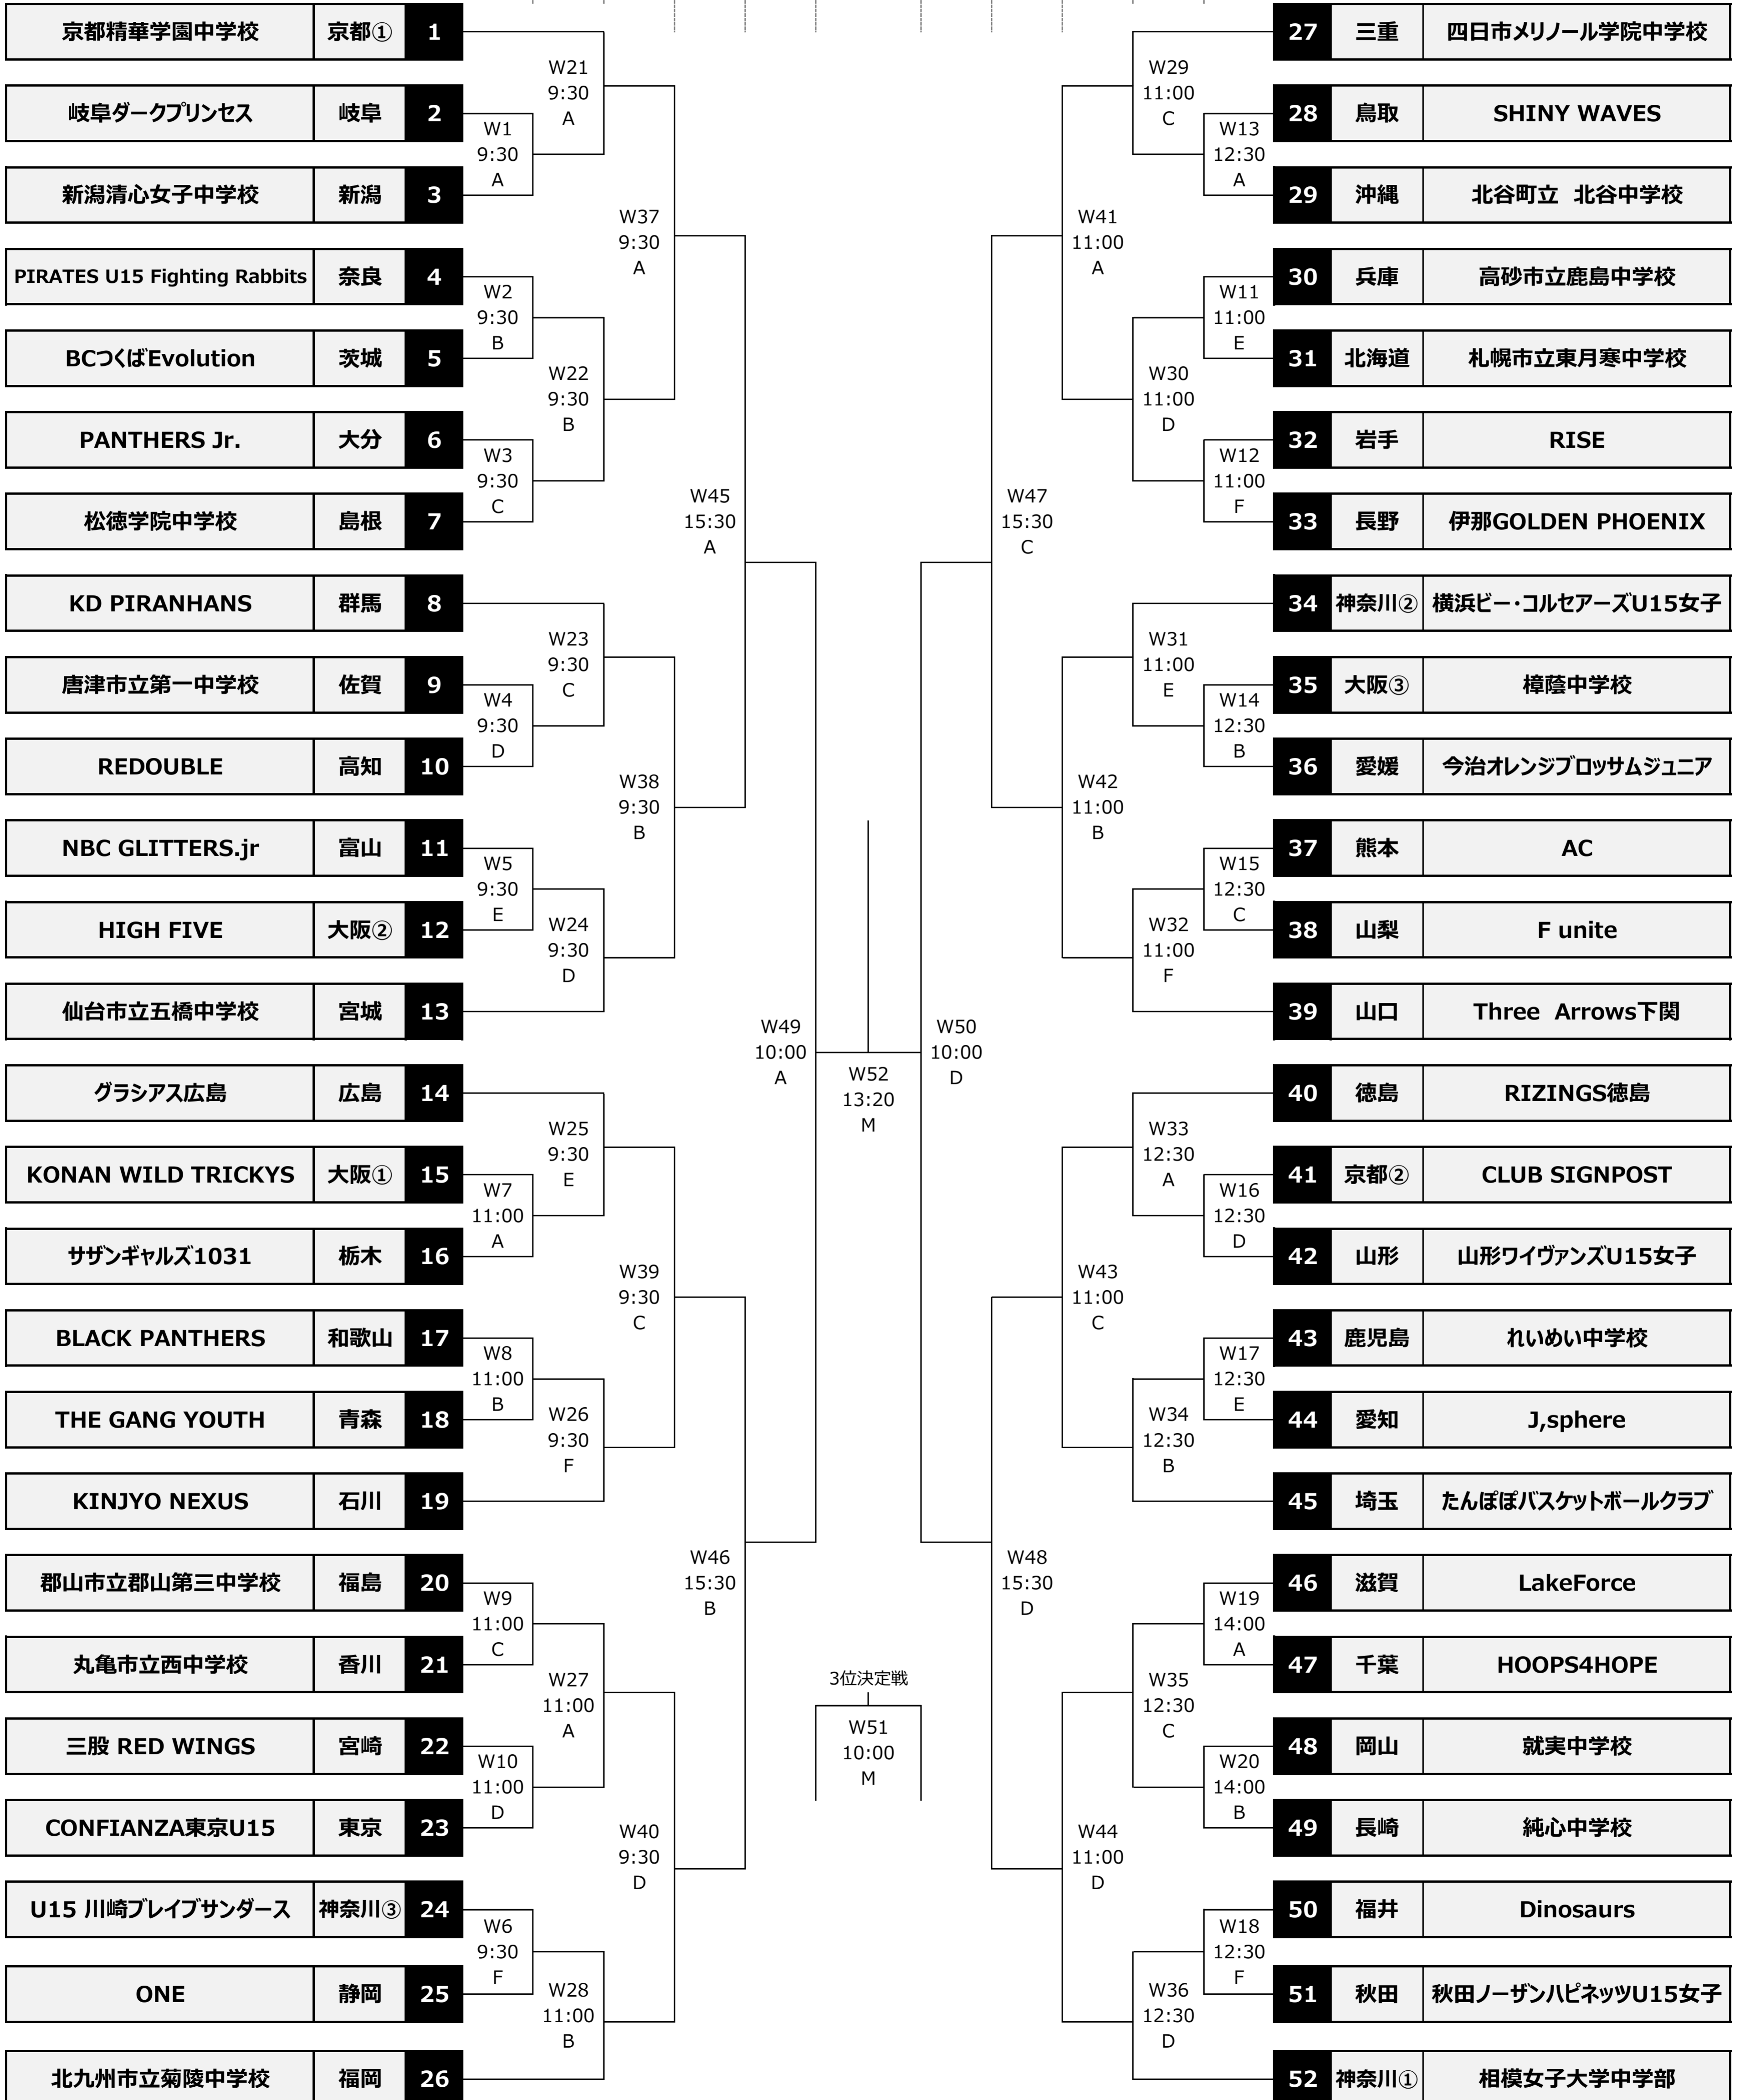 京都精華学園中学校 京都① 1
岐阜ダークプリンセス 岐阜 2
新潟清心女子中学校 新潟 3
PIRATES U15 Fighting Rabbits 奈良 4
BCつくばEvolution 茨城 5
PANTHERS Jr. 大分 6
松徳学院中学校 島根 7
KD PIRANHANS 群馬 8
唐津市立第一中学校 佐賀 9
REDOUBLE 高知 10
NBC GLITTERS.jr 富山 11
HIGH FIVE 大阪② 12
仙台市立五橋中学校 宮城 13
グラシアス広島 広島 14
KONAN WILD TRICKYS 大阪① 15
サザンギャルズ1031 栃木 16
BLACK PANTHERS 和歌山 17
THE GANG YOUTH 青森 18
KINJYO NEXUS 石川 19
郡山市立郡山第三中学校 福島 20
丸亀市立西中学校 香川 21
三股 RED WINGS 宮崎 22
CONFIANZA東京U15 東京 23
U15 川崎ブレイブサンダース 神奈川③ 24
ONE 静岡 25
北九州市立菊陵中学校 福岡 26
W1
9:30
A
W2
9:30
B
W3
9:30
C
W4
9:30
D
W5
9:30
E
W7
11:00
A
W8
11:00
B
W9
11:00
C
W10
11:00
D
W6
9:30
F
W21
9:30
A
W22
9:30
B
W23
9:30
C
W24
9:30
D
W25
9:30
E
W26
9:30
F
W27
11:00
A
W28
11:00
B
W37
9:30
A
W38
9:30
B
W39
9:30
C
W40
9:30
D
W45
15:30
A
W46
15:30
B
W49
10:00
A
W52
13:20
M
3位決定戦
W51
10:00
M
W50
10:00
D
W47
15:30
C
W48
15:30
D
W41
11:00
A
W42
11:00
B
W43
11:00
C
W44
11:00
D
W29
11:00
C
W30
11:00
D
W31
11:00
E
W32
11:00
F
W33
12:30
A
W34
12:30
B
W35
12:30
C
W36
12:30
D
W13
12:30
A
W11
11:00
E
W12
11:00
F
W14
12:30
B
W15
12:30
C
W16
12:30
D
W17
12:30
E
W19
14:00
A
W20
14:00
B
W18
12:30
F
27 三重 四日市メリノール学院中学校
28 鳥取 SHINY WAVES
29 沖縄 北谷町立 北谷中学校
30 兵庫 高砂市立鹿島中学校
31 北海道 札幌市立東月寒中学校
32 岩手 RISE
33 長野 伊那GOLDEN PHOENIX
34 神奈川② 横浜ビー・コルセアーズU15女子
35 大阪③ 樟蔭中学校
36 愛媛 今治オレンジブロッサムジュニア
37 熊本 AC
38 山梨 F unite
39 山口 Three Arrows下関
40 徳島 RIZINGS徳島
41 京都② CLUB SIGNPOST
42 山形 山形ワイヴァンズU15女子
43 鹿児島 れいめい中学校
44 愛知 J,sphere
45 埼玉 たんぽぽバスケットボールクラブ
46 滋賀 LakeForce
47 千葉 HOOPS4HOPE
48 岡山 就実中学校
49 長崎 純心中学校
50 福井 Dinosaurs
51 秋田 秋田ノーザンハピネッツU15女子
52 神奈川① 相模女子大学中学部